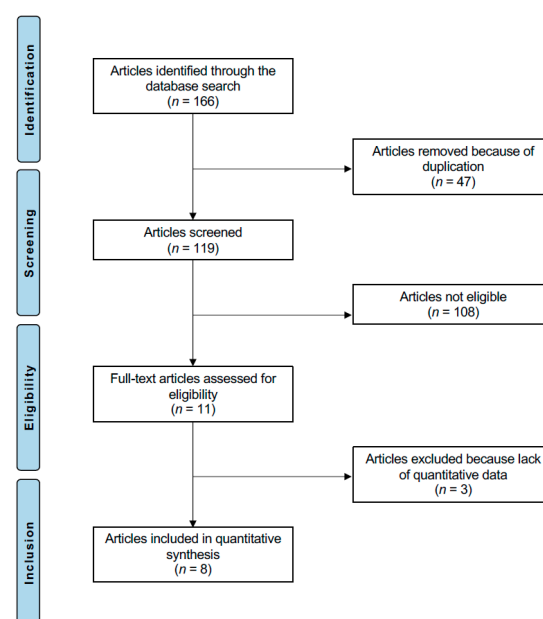 Identification
Articles identified through the
database search
(n = 166)
Articles removed because of
duplication
(n = 47)
Screening
Articles screened
(n = 119)
Articles not eligible
(n = 108)
Eligibility
Full-text articles assessed for
eligibility
(n = 11)
Articles excluded because lack
of quantitative data
(n = 3)
Inclusion
Articles included in quantitative
synthesis
(n = 8)